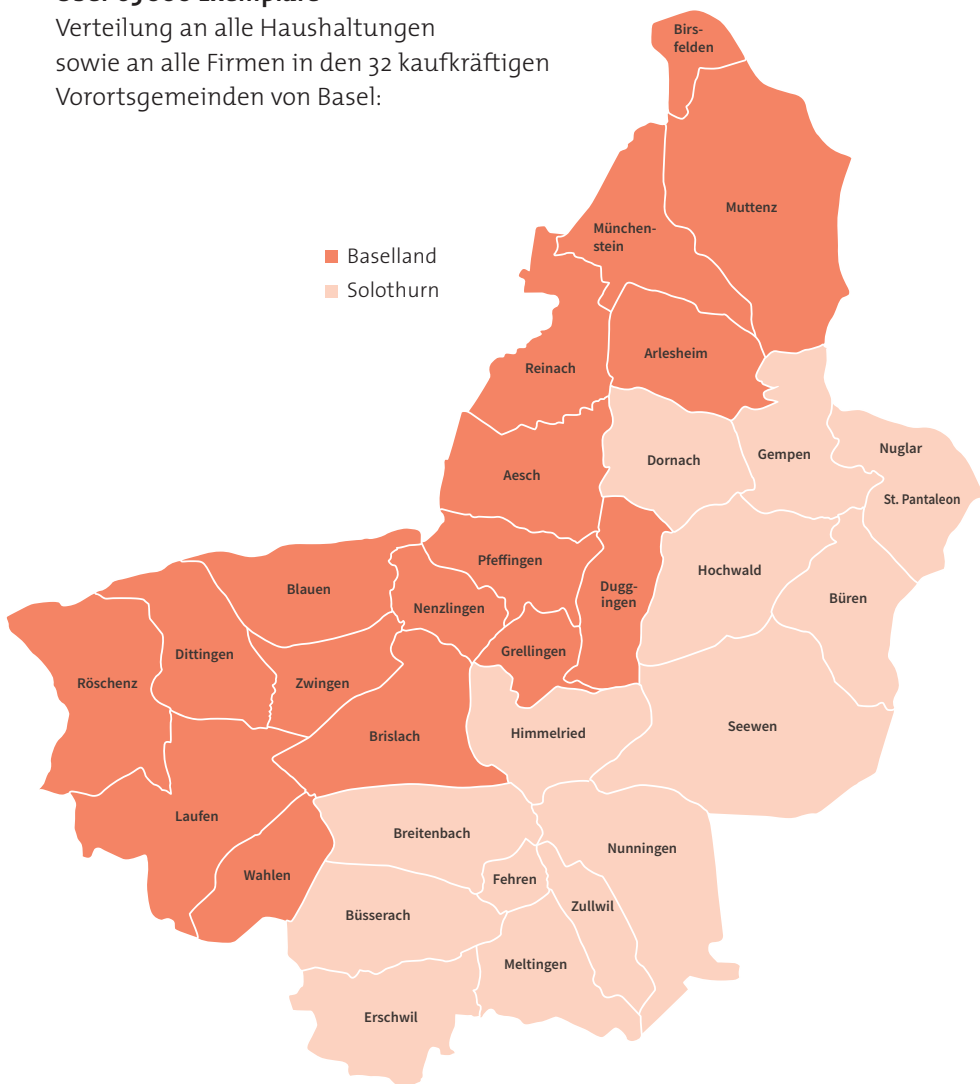 Verteilung an alle Haushaltungen
sowie an alle Firmen in den 32 kaufkräftigen
Vorortsgemeinden von Basel:
Baselland
Solothurn
Birs-
felden
Muttenz
München-
stein
Arlesheim
Reinach
Dornach
Gempen
Nuglar
St. Pantaleon
Aesch
Pfeffingen
Hochwald
Dugg-
ingen
Büren
Blauen
Nenzlingen
Grellingen
Dittingen
Röschenz
Zwingen
Brislach
Himmelried
Seewen
Laufen
Breitenbach
Nunningen
Wahlen
Fehren
Büsserach
Zullwil
Meltingen
Erschwil